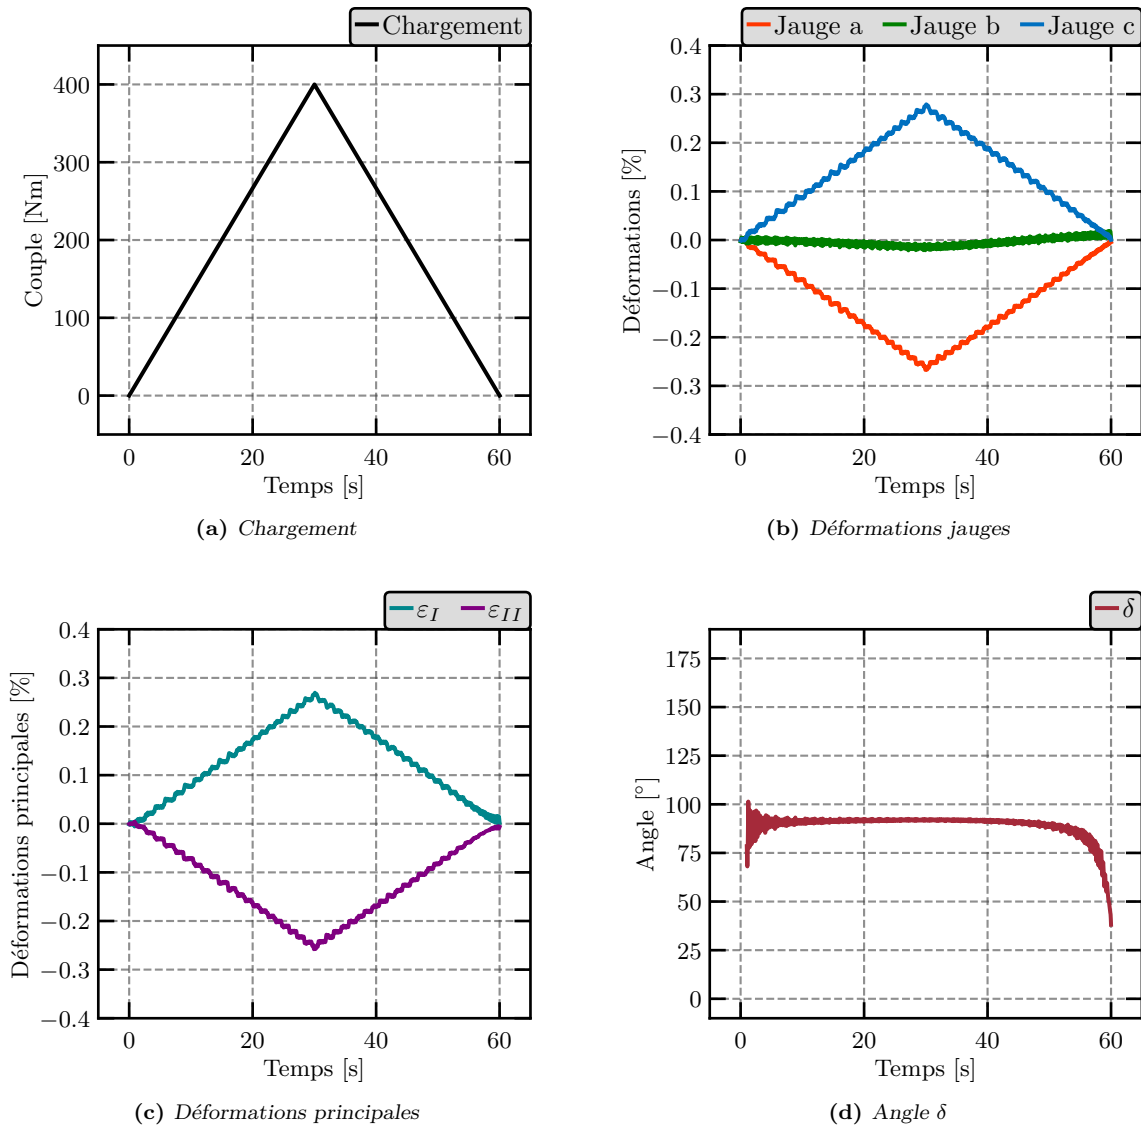 Chargement
400
300
200
100
0
Couple [Nm]
0 20 40 60
Temps [s]
(a) Chargement
Jauge a Jauge b Jauge c
0.4
0.3
0.2
0.1
0.0
−0.1
−0.2
−0.3
−0.4
Déformations [%]
0 20 40 60
Temps [s]
(b) Déformations jauges
ε_I ε_II
0.4
0.3
0.2
0.1
0.0
−0.1
−0.2
−0.3
−0.4
Déformations principales [%]
0 20 40 60
Temps [s]
(c) Déformations principales
δ
175
150
125
100
75
50
25
0
Angle [°]
0 20 40 60
Temps [s]
(d) Angle δ